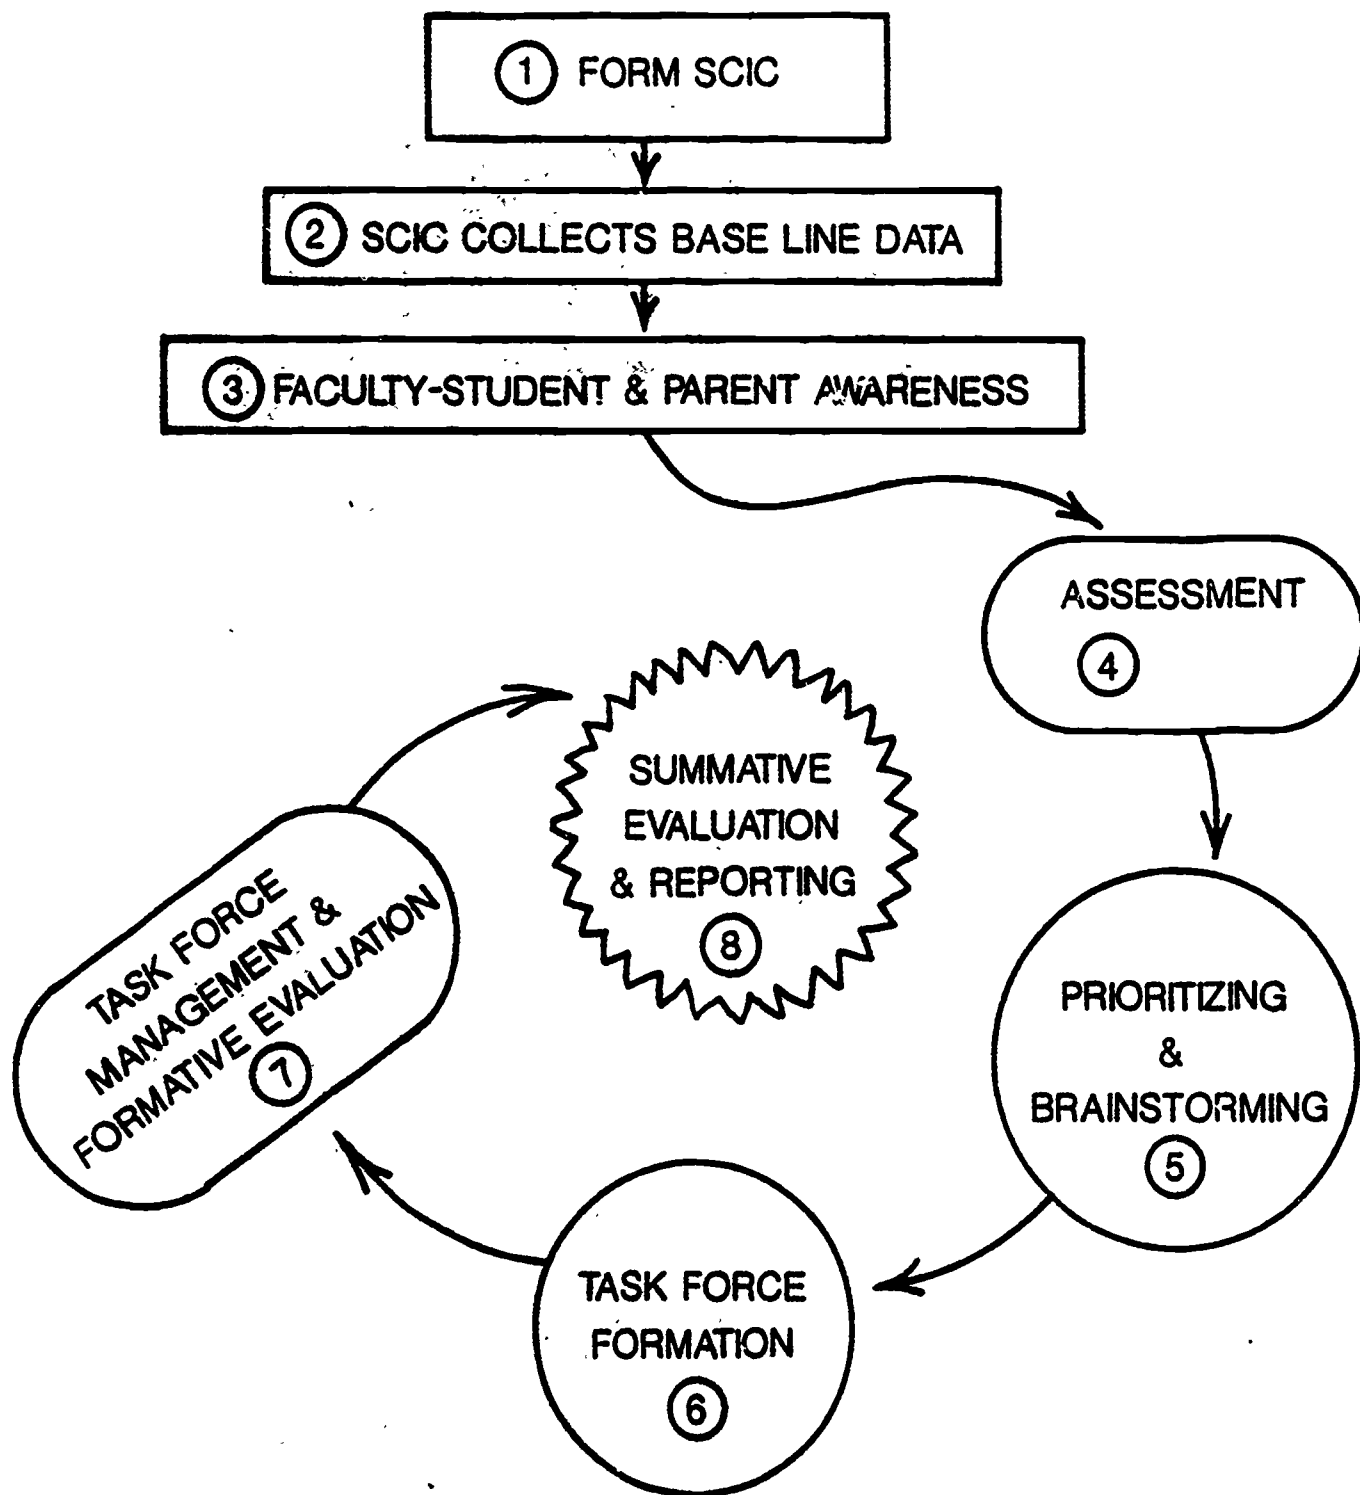 1 FORM SCIC
2 SCIC COLLECTS BASE LINE DATA
3 FACULTY-STUDENT & PARENT AWARENESS
ASSESSMENT
4
PRIORITIZING
&
BRAINSTORMING
5
TASK FORCE
FORMATION
6
TASK FORCE
MANAGEMENT &
FORMATIVE EVALUATION
7
SUMMATIVE
EVALUATION
& REPORTING
8